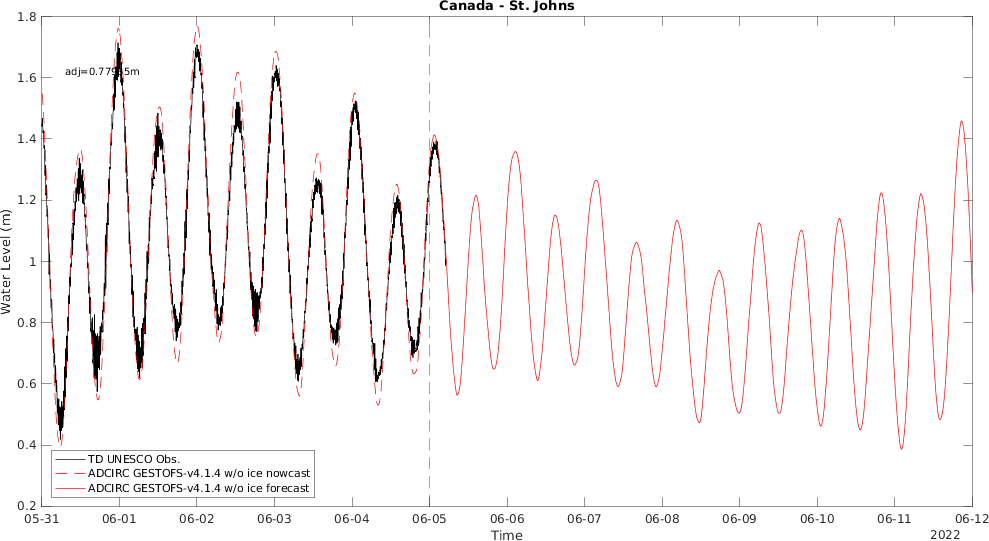 Canada - St. Johns
1.8
1.6
1.4
1.2
1
0.8
0.6
0.4
0.2
Water Level (m)
TD UNESCO Obs.
ADCIRC GESTOFS-v4.1.4 w/o ice nowcast
ADCIRC GESTOFS-v4.1.4 w/o ice forecast
05-31 06-01 06-02 06-03 06-04 06-05 06-06 06-07 06-08 06-09 06-10 06-11 06-12
Time
2022